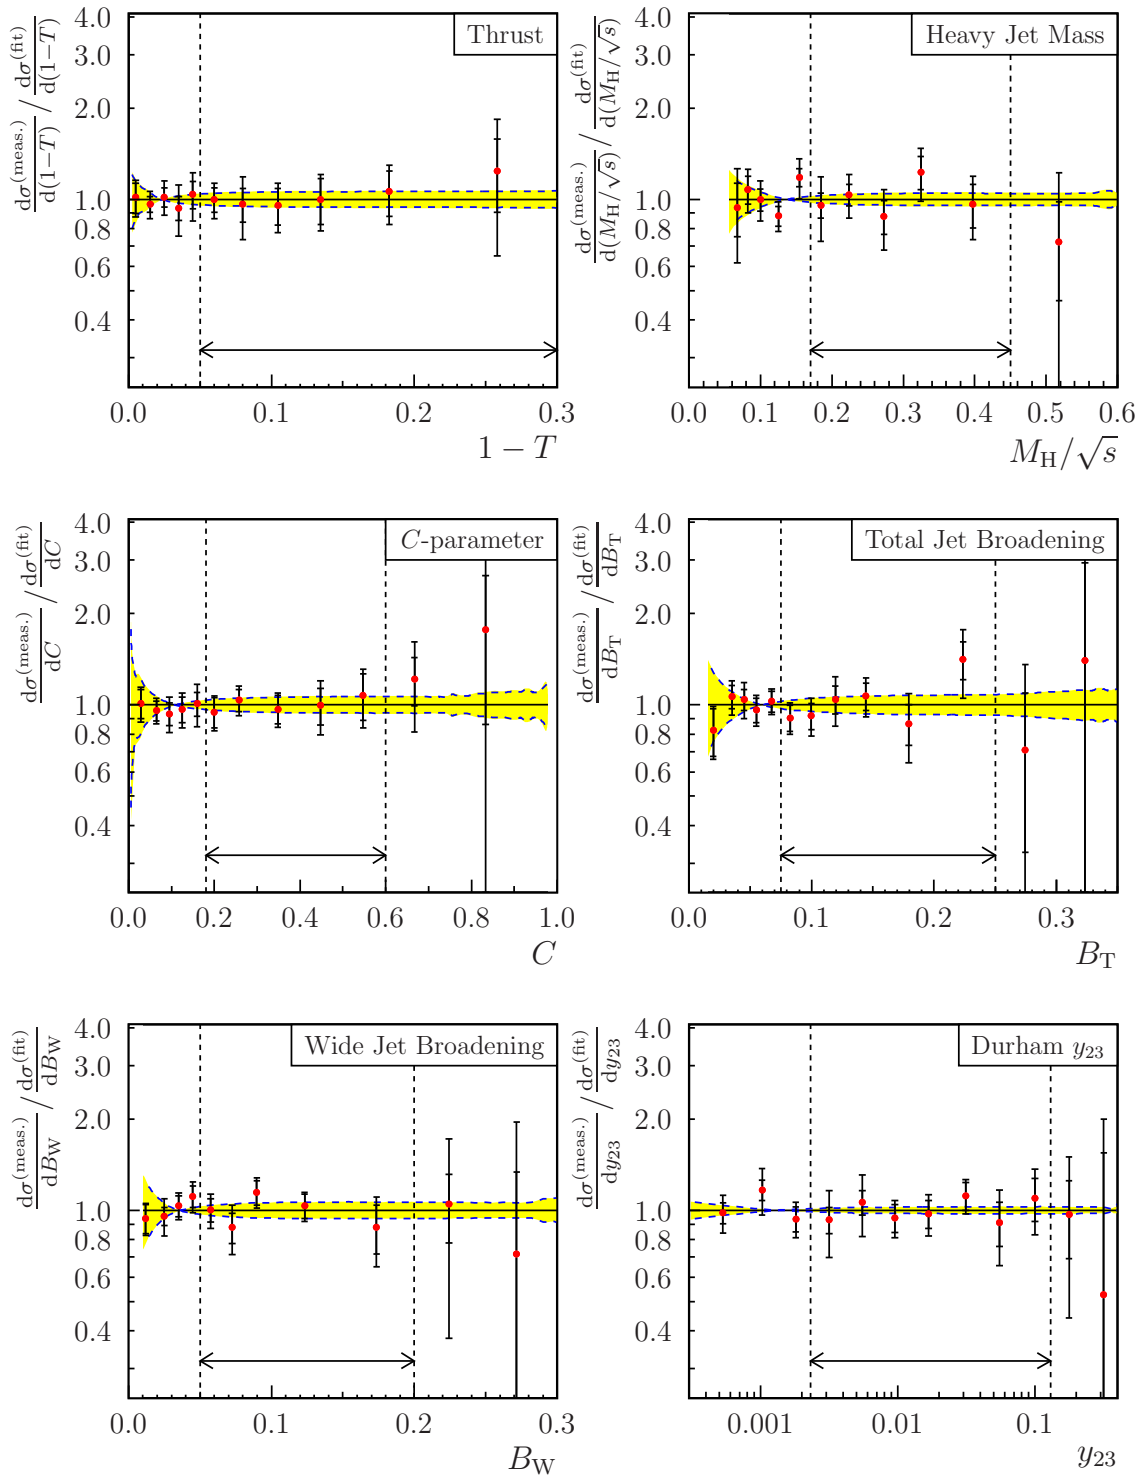 Thrust
dσ^(meas.)/d(1−T) / dσ^(fit)/d(1−T)
4.0
3.0
2.0
1.0
0.8
0.6
0.4
0.0 0.1 0.2 0.3
1 − T
Heavy Jet Mass
dσ^(meas.)/d(M_H/√s) / dσ^(fit)/d(M_H/√s)
4.0
3.0
2.0
1.0
0.8
0.6
0.4
0.0 0.1 0.2 0.3 0.4 0.5 0.6
M_H/√s
C-parameter
dσ^(meas.)/dC / dσ^(fit)/dC
4.0
3.0
2.0
1.0
0.8
0.6
0.4
0.0 0.2 0.4 0.6 0.8 1.0
C
Total Jet Broadening
dσ^(meas.)/dB_T / dσ^(fit)/dB_T
4.0
3.0
2.0
1.0
0.8
0.6
0.4
0.0 0.1 0.2 0.3
B_T
Wide Jet Broadening
dσ^(meas.)/dB_W / dσ^(fit)/dB_W
4.0
3.0
2.0
1.0
0.8
0.6
0.4
0.0 0.1 0.2 0.3
B_W
Durham y_23
dσ^(meas.)/dy_23 / dσ^(fit)/dy_23
4.0
3.0
2.0
1.0
0.8
0.6
0.4
0.001 0.01 0.1
y_23